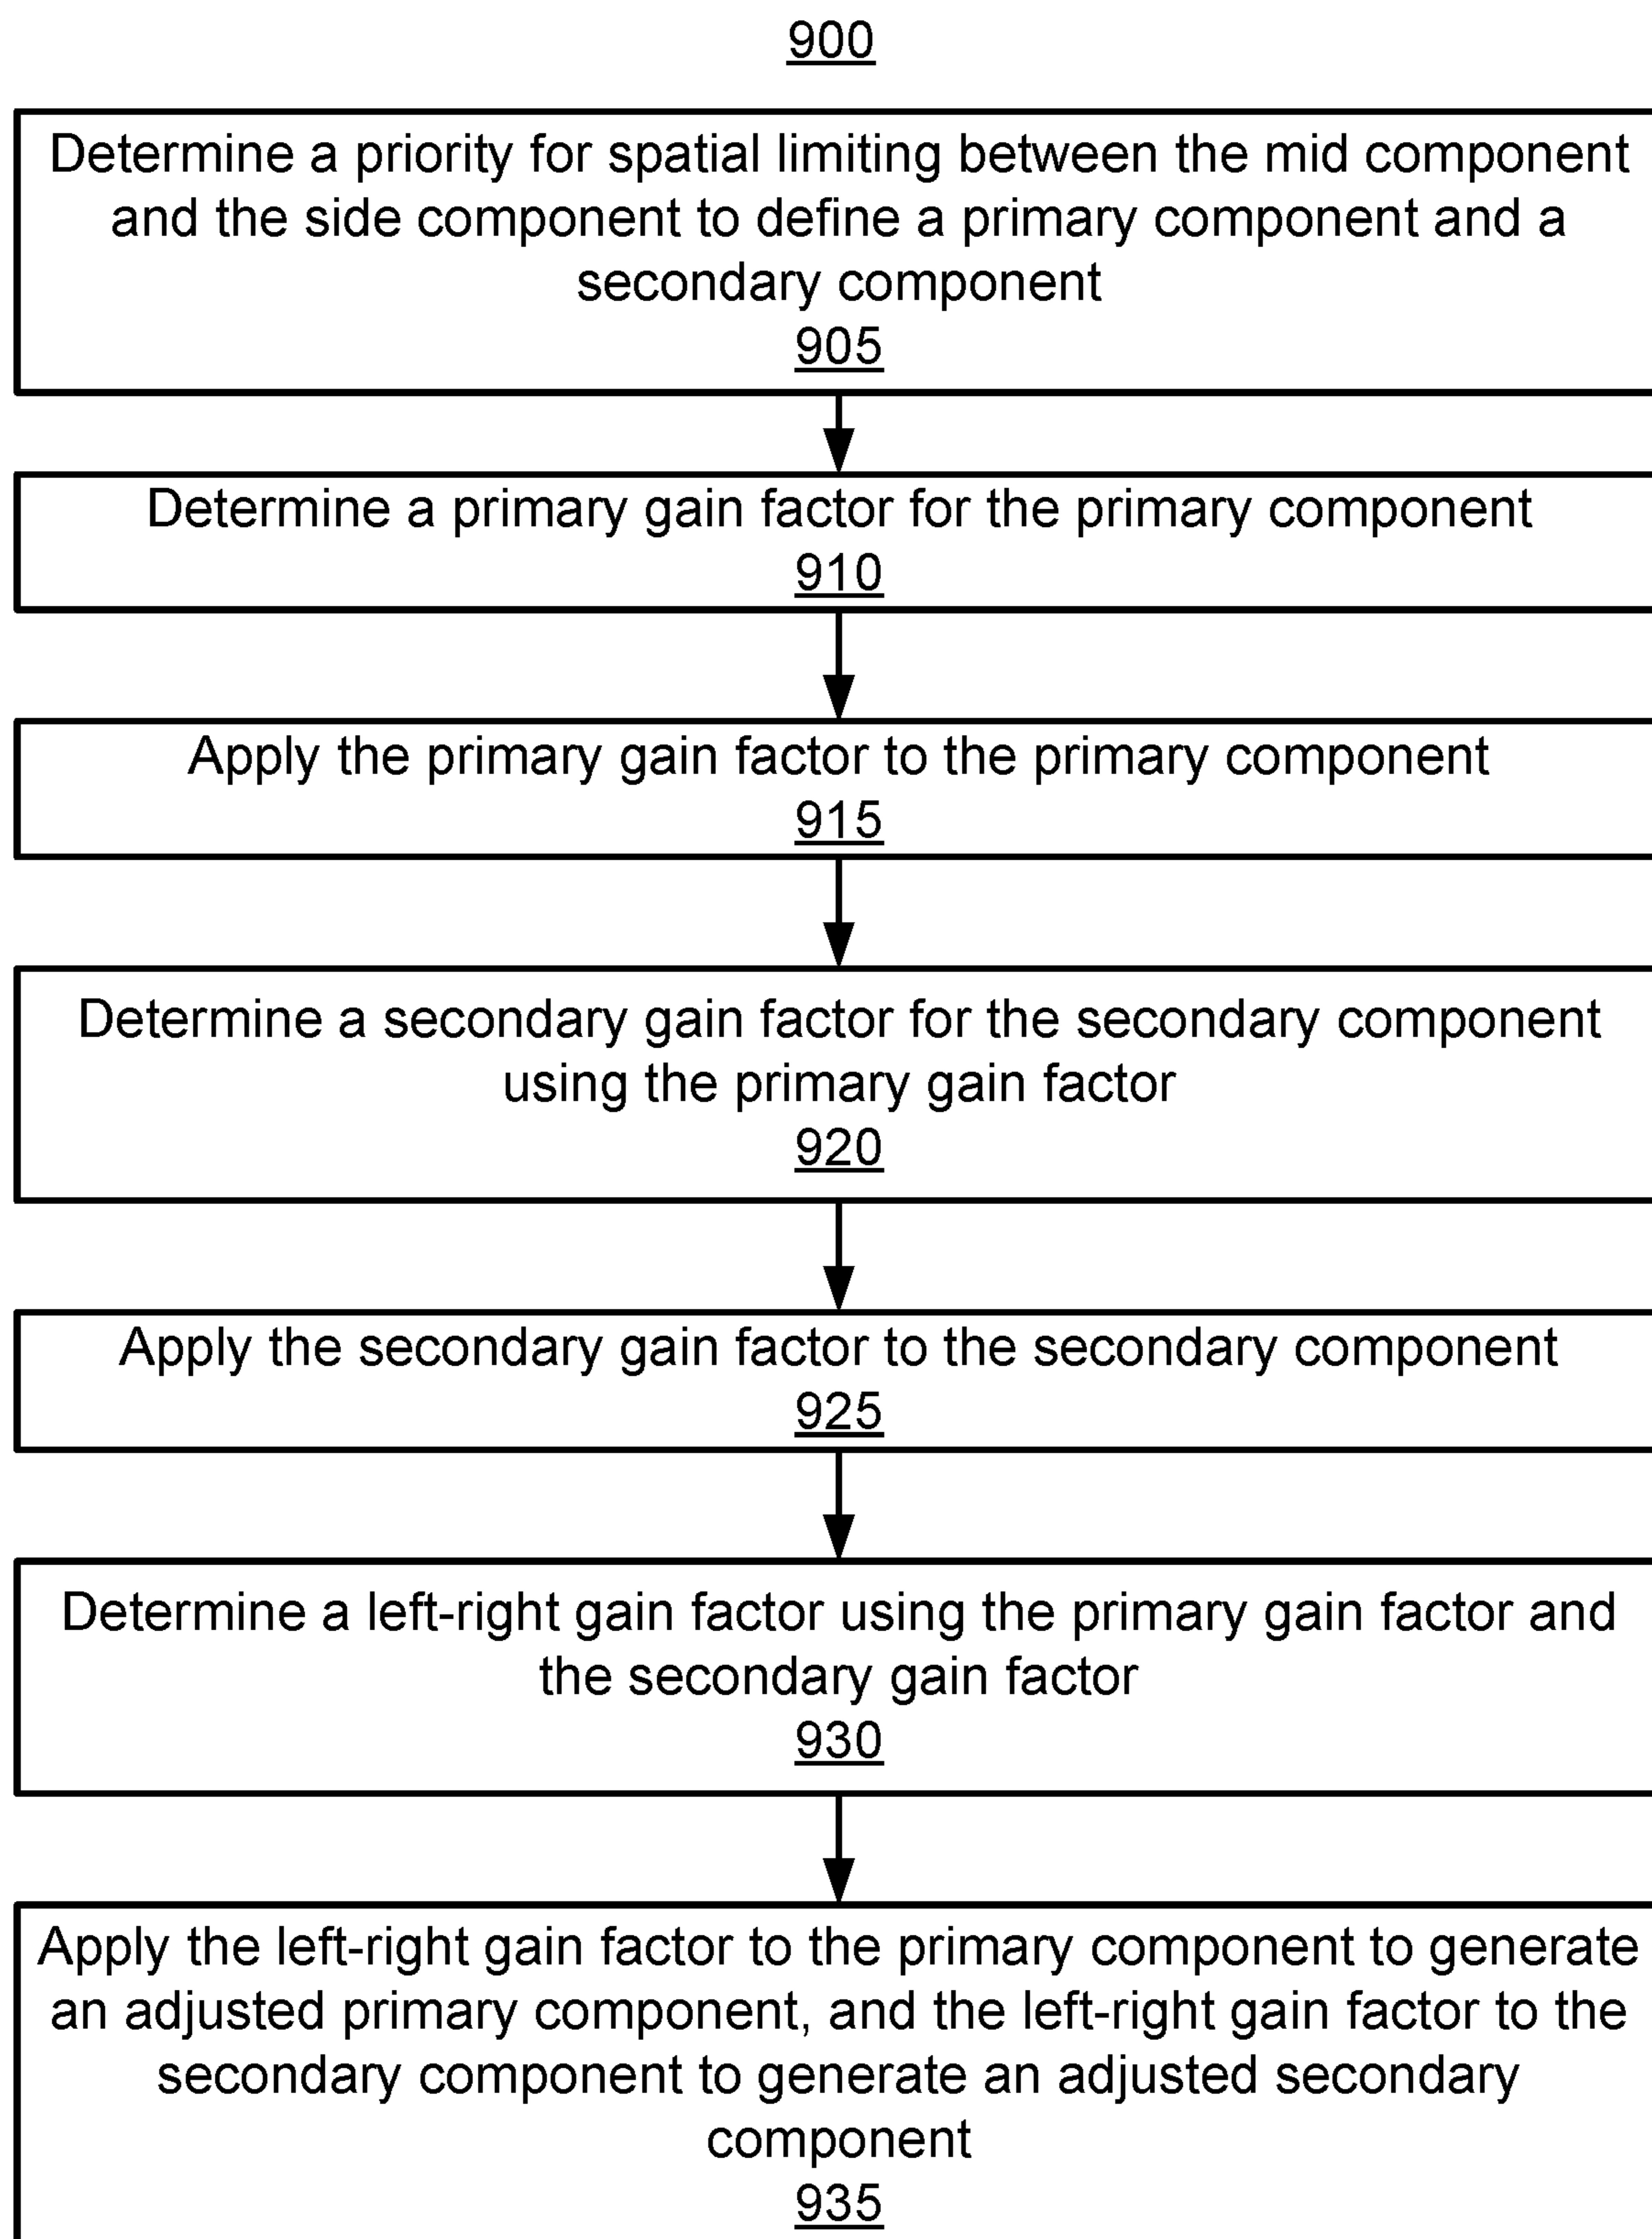 900
Determine a priority for spatial limiting between the mid component
and the side component to define a primary component and a
secondary component
905
Determine a primary gain factor for the primary component
910
Apply the primary gain factor to the primary component
915
Determine a secondary gain factor for the secondary component
using the primary gain factor
920
Apply the secondary gain factor to the secondary component
925
Determine a left-right gain factor using the primary gain factor and
the secondary gain factor
930
Apply the left-right gain factor to the primary component to generate
an adjusted primary component, and the left-right gain factor to the
secondary component to generate an adjusted secondary
component
935